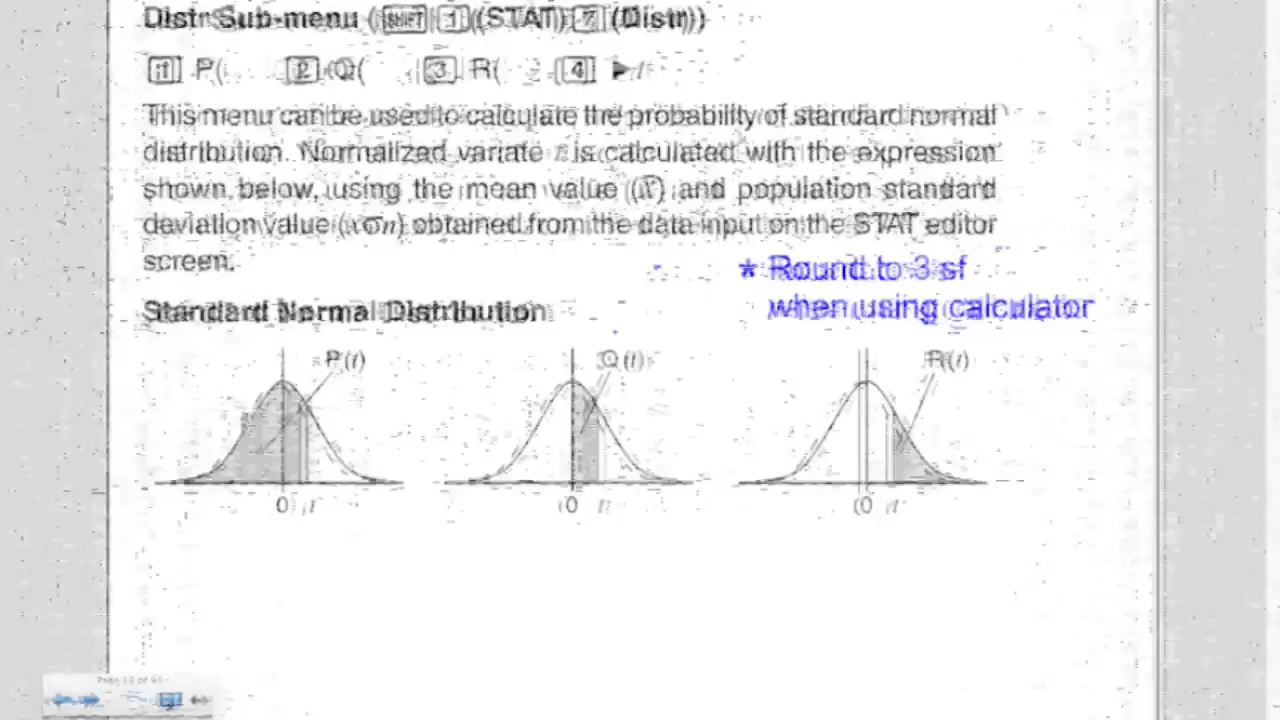 Distr Sub-menu (SHIFT 1 (STAT) 7 (Distr))
1 P( 2 Q( 3 R( 4 ►t
This menu can be used to calculate the probability of standard normal
distribution. Normalized variate t is calculated with the expression
shown below, using the mean value (x̄) and population standard
deviation value (xσn) obtained from the data input on the STAT editor
screen.
* Round to 3 sf
when using calculator
Standard Normal Distribution
P(t) Q(t) R(t)
0 t 0 t 0 t